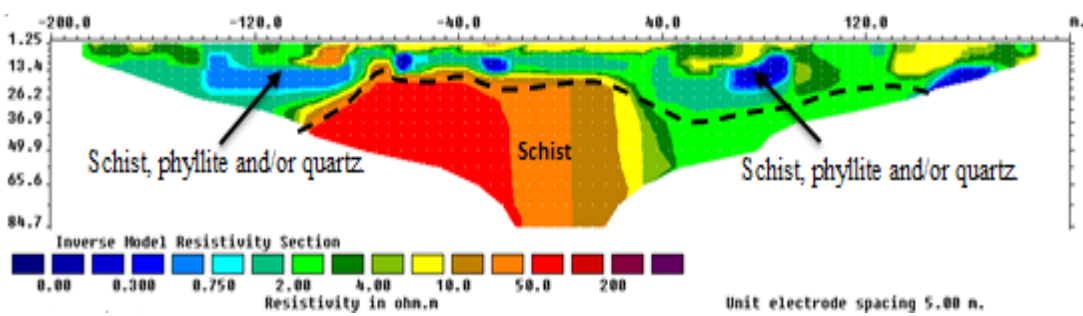 -200.0 -120.0 -40.0 40.0 120.0 m.
1.25
13.4
26.2
36.9
49.9
65.6
84.7
Schist
Schist, phyllite and/or quartz.
Schist, phyllite and/or quartz.
Inverse Model Resistivity Section
0.00 0.300 0.750 2.00 4.00 10.0 50.0 200
Resistivity in ohm.m
Unit electrode spacing 5.00 m.